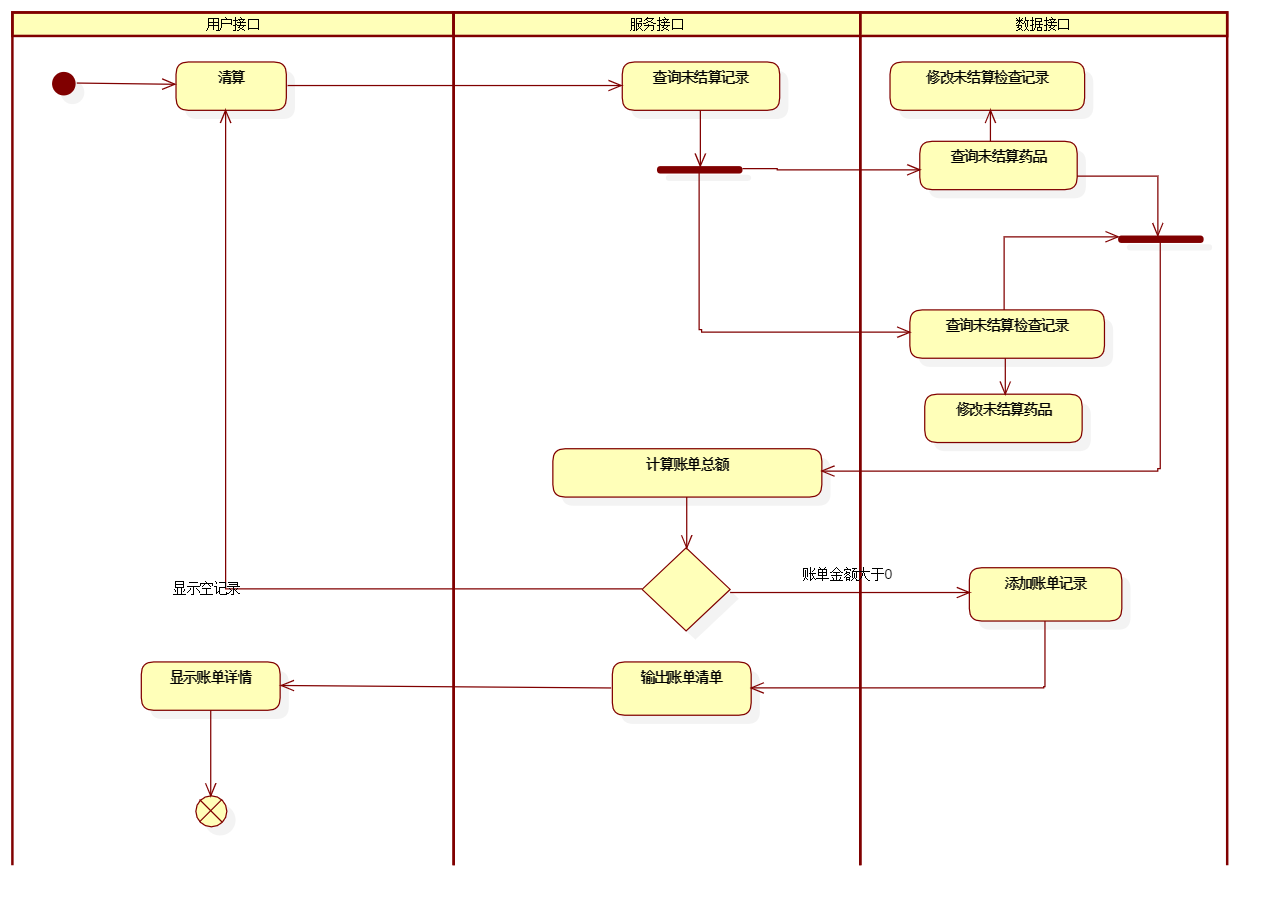 用户接口
服务接口
数据接口
清算
查询未结算记录
修改未结算检查记录
查询未结算药品
查询未结算检查记录
修改未结算药品
计算账单总额
显示空记录
账单金额大于0
添加账单记录
显示账单详情
输出账单清单